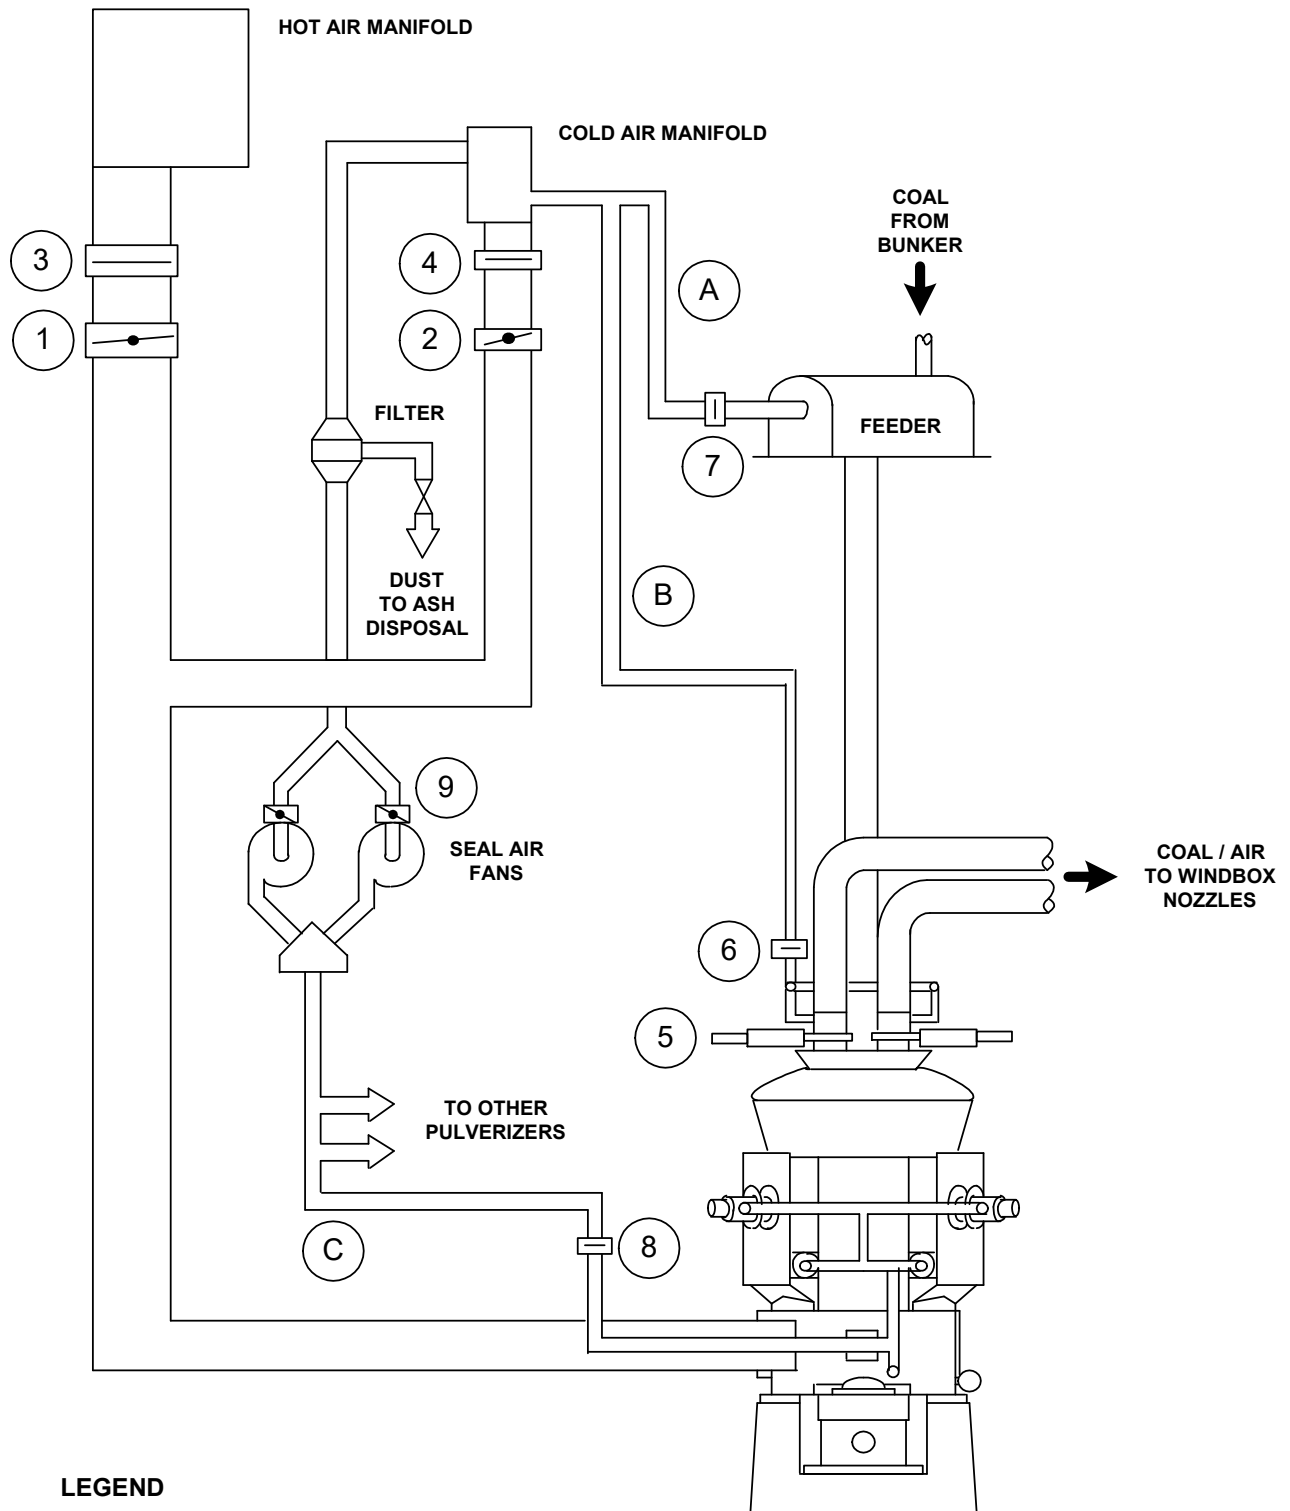 HOT AIR MANIFOLD
COLD AIR MANIFOLD
COAL
FROM
BUNKER
3
4
A
1
2
FILTER
FEEDER
7
DUST
TO ASH
DISPOSAL
B
9
SEAL AIR
FANS
COAL / AIR
TO WINDBOX
NOZZLES
6
5
TO OTHER
PULVERIZERS
C
8
LEGEND